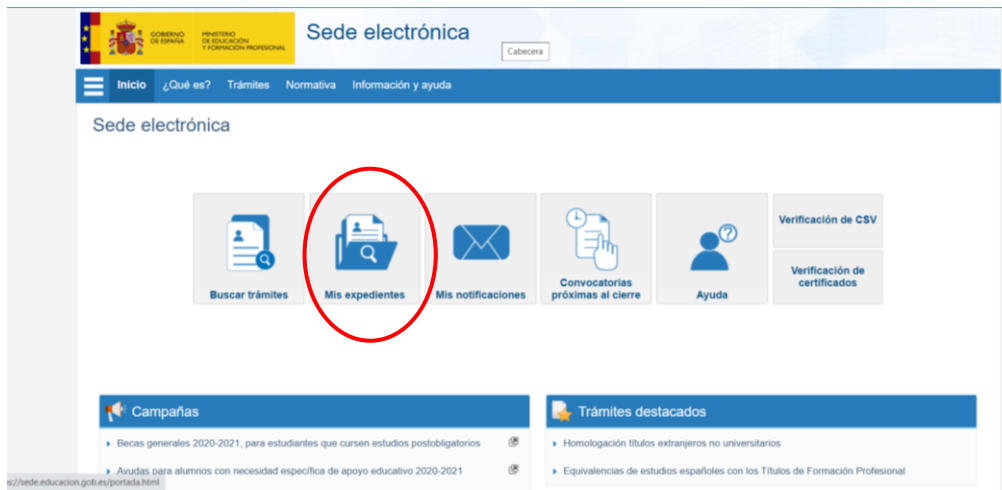 GOBIERNO
DE ESPAÑA
MINISTERIO
DE EDUCACIÓN
Y FORMACIÓN PROFESIONAL
Sede electrónica
Cabecera
Inicio ¿Qué es? Trámites Normativa Información y ayuda
Sede electrónica
Buscar trámites
Mis expedientes
Mis notificaciones
Convocatorias
próximas al cierre
Ayuda
Verificación de CSV
Verificación de
certificados
Campañas
Becas generales 2020-2021, para estudiantes que cursen estudios postobligatorios
Ayudas para alumnos con necesidad específica de apoyo educativo 2020-2021
Trámites destacados
Homologación títulos extranjeros no universitarios
Equivalencias de estudios españoles con los Títulos de Formación Profesional
s://sede.educacion.gob.es/portada.html